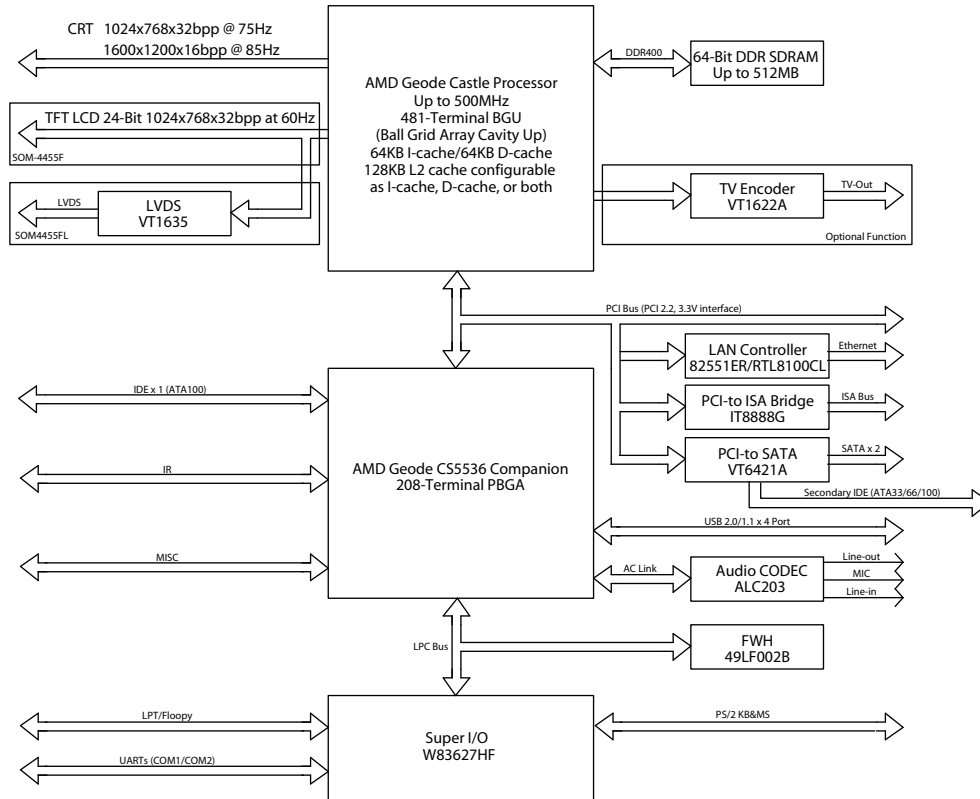 CRT 1024x768x32bpp @ 75Hz
1600x1200x16bpp @ 85Hz
TFT LCD 24-Bit 1024x768x32bpp at 60Hz
SOM-4455F
LVDS
LVDS
VT1635
SOM4455FL
AMD Geode Castle Processor
Up to 500MHz
481-Terminal BGU
(Ball Grid Array Cavity Up)
64KB I-cache/64KB D-cache
128KB L2 cache configurable
as I-cache, D-cache, or both
DDR400
64-Bit DDR SDRAM
Up to 512MB
TV Encoder
VT1622A
TV-Out
Optional Function
PCI Bus (PCI 2.2, 3.3V interface)
LAN Controller
82551ER/RTL8100CL
Ethernet
PCI-to ISA Bridge
IT8888G
ISA Bus
PCI-to SATA
VT6421A
SATA x 2
Secondary IDE (ATA33/66/100)
IDE x 1 (ATA100)
IR
MISC
AMD Geode CS5536 Companion
208-Terminal PBGA
USB 2.0/1.1 x 4 Port
AC Link
Audio CODEC
ALC203
Line-out
MIC
Line-in
LPC Bus
FWH
49LF002B
LPT/Floopy
UARTs (COM1/COM2)
Super I/O
W83627HF
PS/2 KB&MS